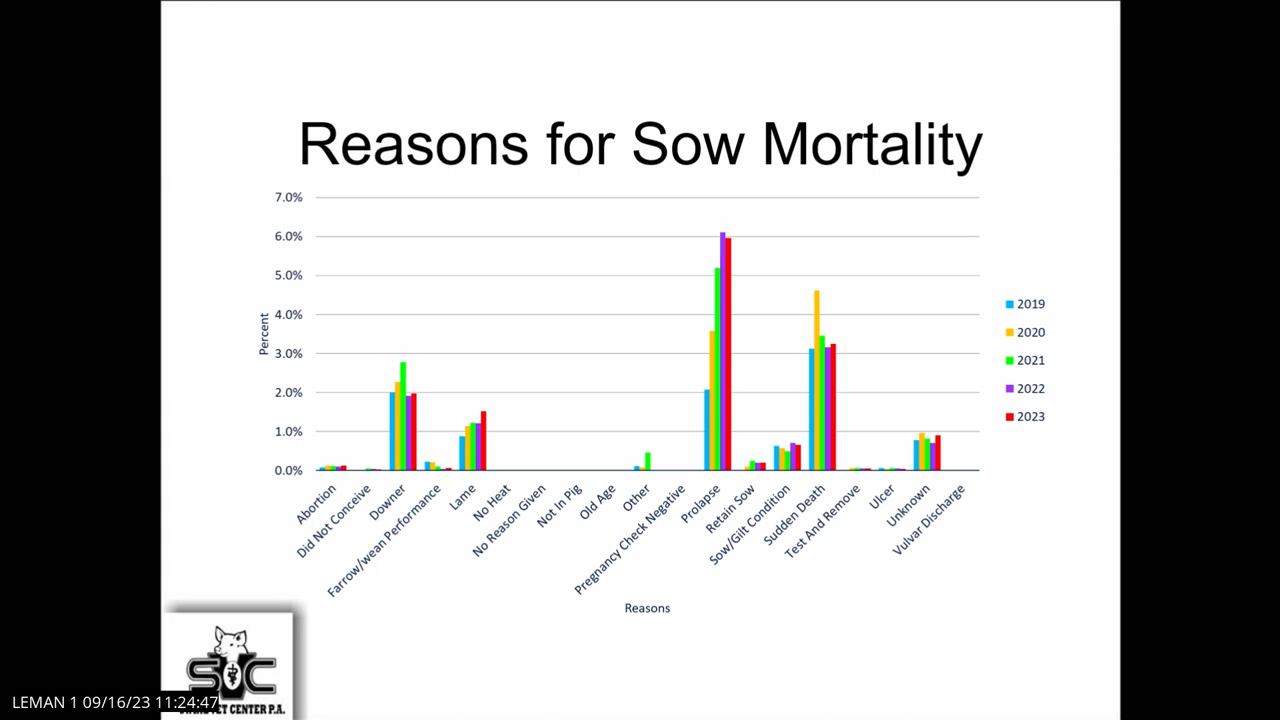 Reasons for Sow Mortality
7.0%
6.0%
5.0%
4.0%
3.0%
2.0%
1.0%
0.0%
Percent
2019
2020
2021
2022
2023
Abortion
Did Not Conceive
Downer
Farrow/wean Performance
Lame
No Heat
No Reason Given
Not In Pig
Old Age
Other
Pregnancy Check Negative
Prolapse
Retain Sow
Sow/Gilt Condition
Sudden Death
Test And Remove
Ulcer
Unknown
Vulvar Discharge
Reasons
SVC
LEMAN 1 09/16/23 11:24:47
CENTER P.A.